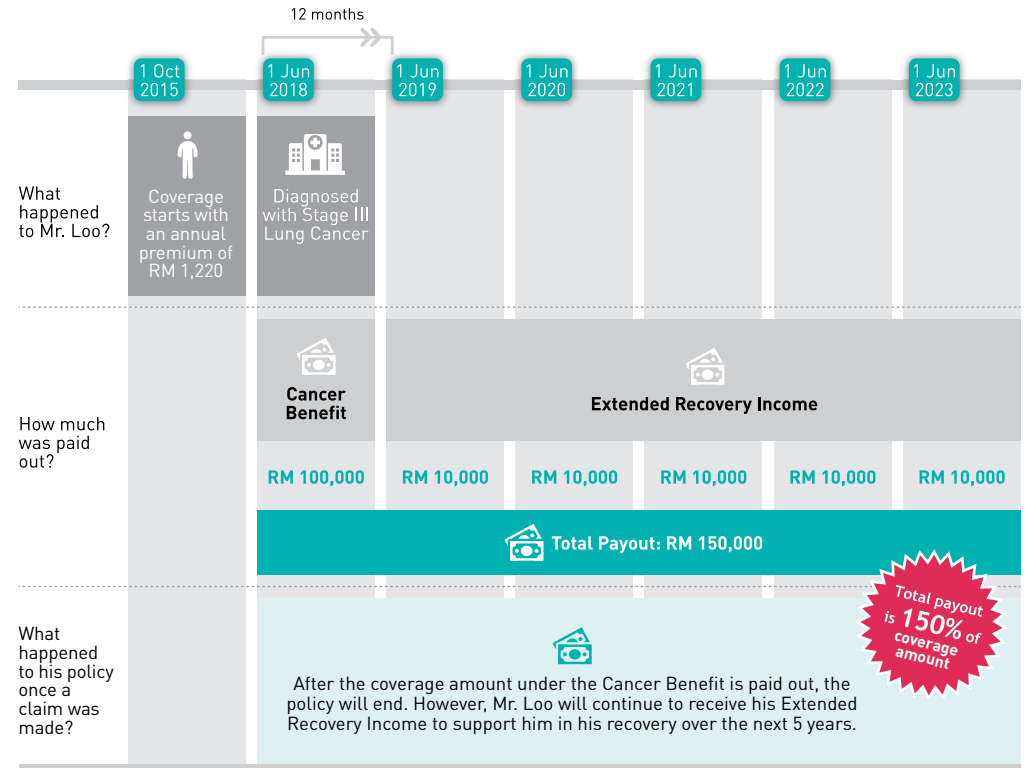 12 months
1 Oct
2015
1 Jun
2018
1 Jun
2019
1 Jun
2020
1 Jun
2021
1 Jun
2022
1 Jun
2023
What
happened
to Mr. Loo?
Coverage
starts with
an annual
premium of
RM 1,220
Diagnosed
with Stage III
Lung Cancer
How much
was paid
out?
Cancer
Benefit
Extended Recovery Income
RM 100,000
RM 10,000
RM 10,000
RM 10,000
RM 10,000
RM 10,000
Total Payout: RM 150,000
Total payout
is 150% of
coverage
amount
What
happened
to his policy
once a
claim was
made?
After the coverage amount under the Cancer Benefit is paid out, the
policy will end. However, Mr. Loo will continue to receive his Extended
Recovery Income to support him in his recovery over the next 5 years.